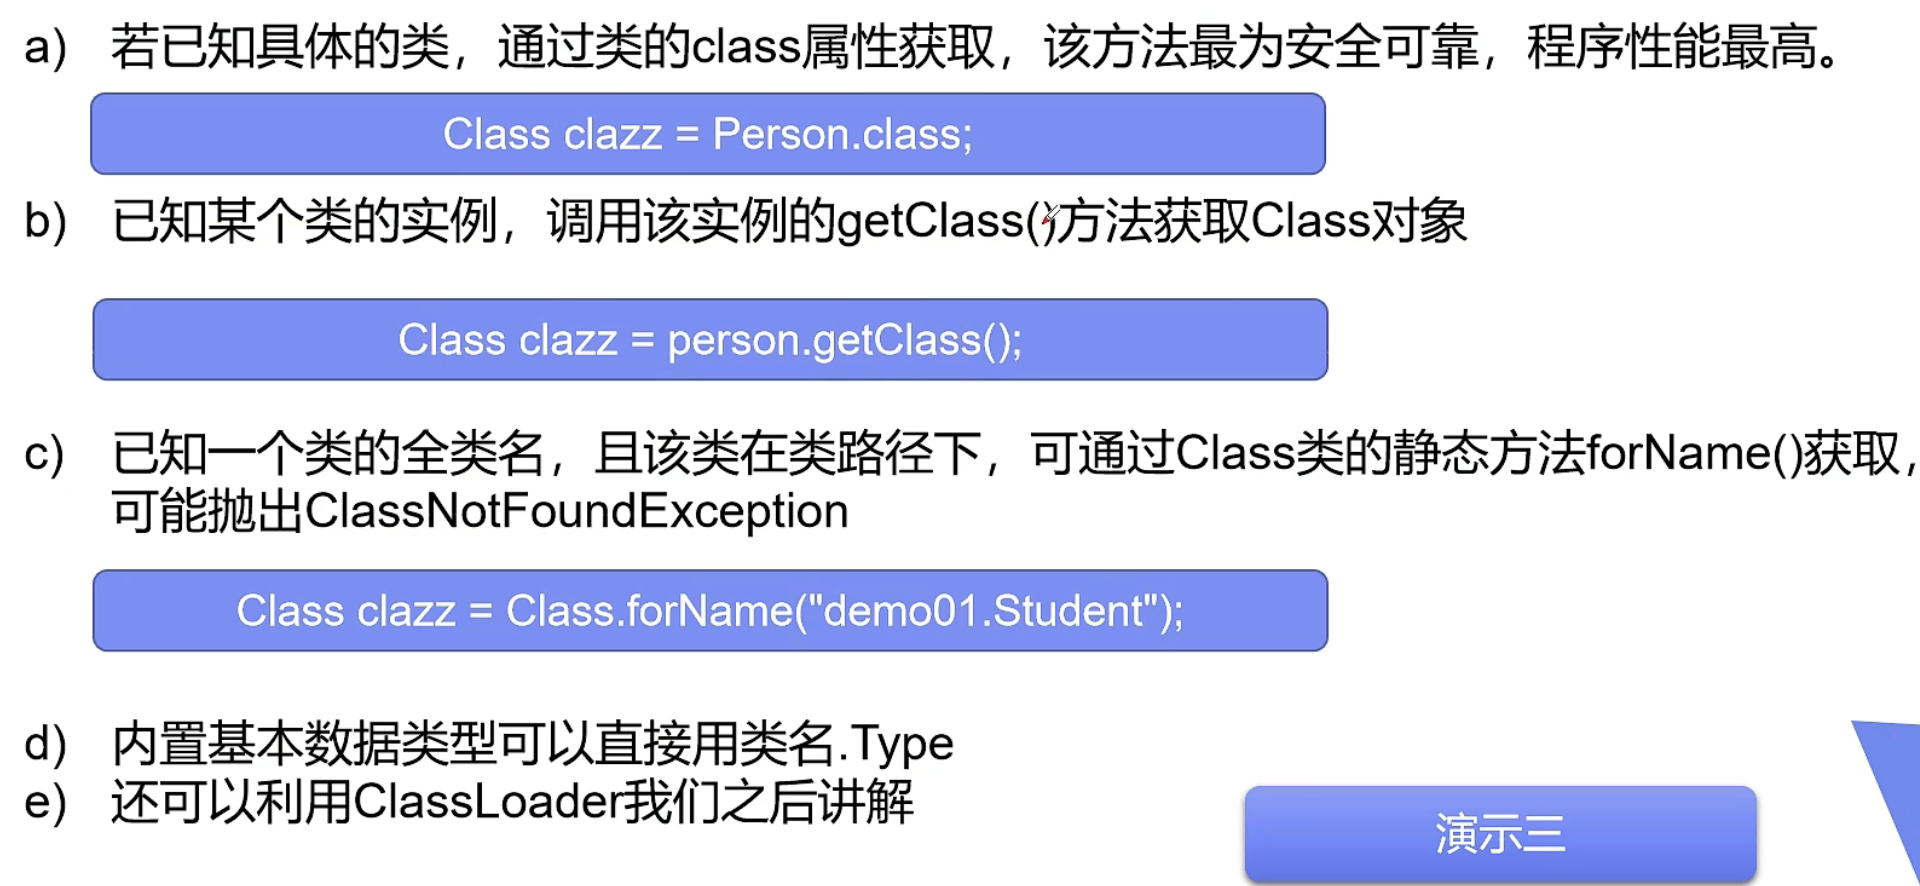 a) 若已知具体的类，通过类的class属性获取，该方法最为安全可靠，程序性能最高。
Class clazz = Person.class;
b) 已知某个类的实例，调用该实例的getClass()方法获取Class对象
Class clazz = person.getClass();
c) 已知一个类的全类名，且该类在类路径下，可通过Class类的静态方法forName()获取，
可能抛出ClassNotFoundException
Class clazz = Class.forName("demo01.Student");
d) 内置基本数据类型可以直接用类名.Type
e) 还可以利用ClassLoader我们之后讲解
演示三